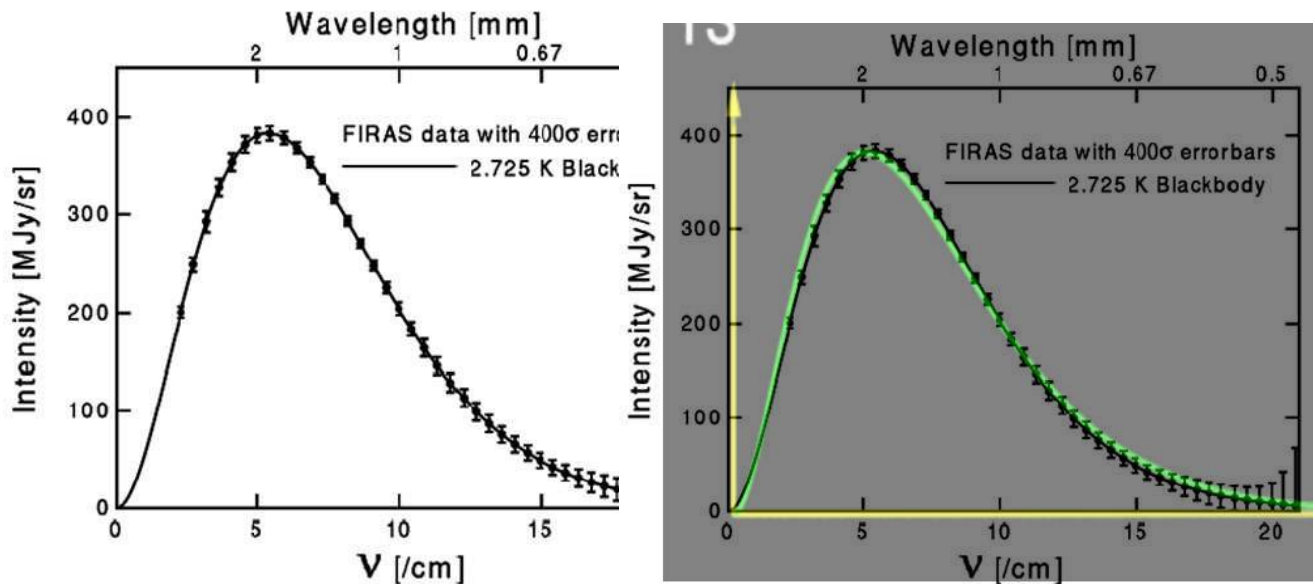 Wavelength [mm]
2 1 0.67
400
300
200
100
0
Intensity [MJy/sr]
FIRAS data with 400σ erro
2.725 K Black
0 5 10 15
ν [/cm]
Wavelength [mm]
2 1 0.67 0.5
400
300
200
100
0
Intensity [MJy/sr]
FIRAS data with 400σ errorbars
2.725 K Blackbody
0 5 10 15 20
ν [/cm]